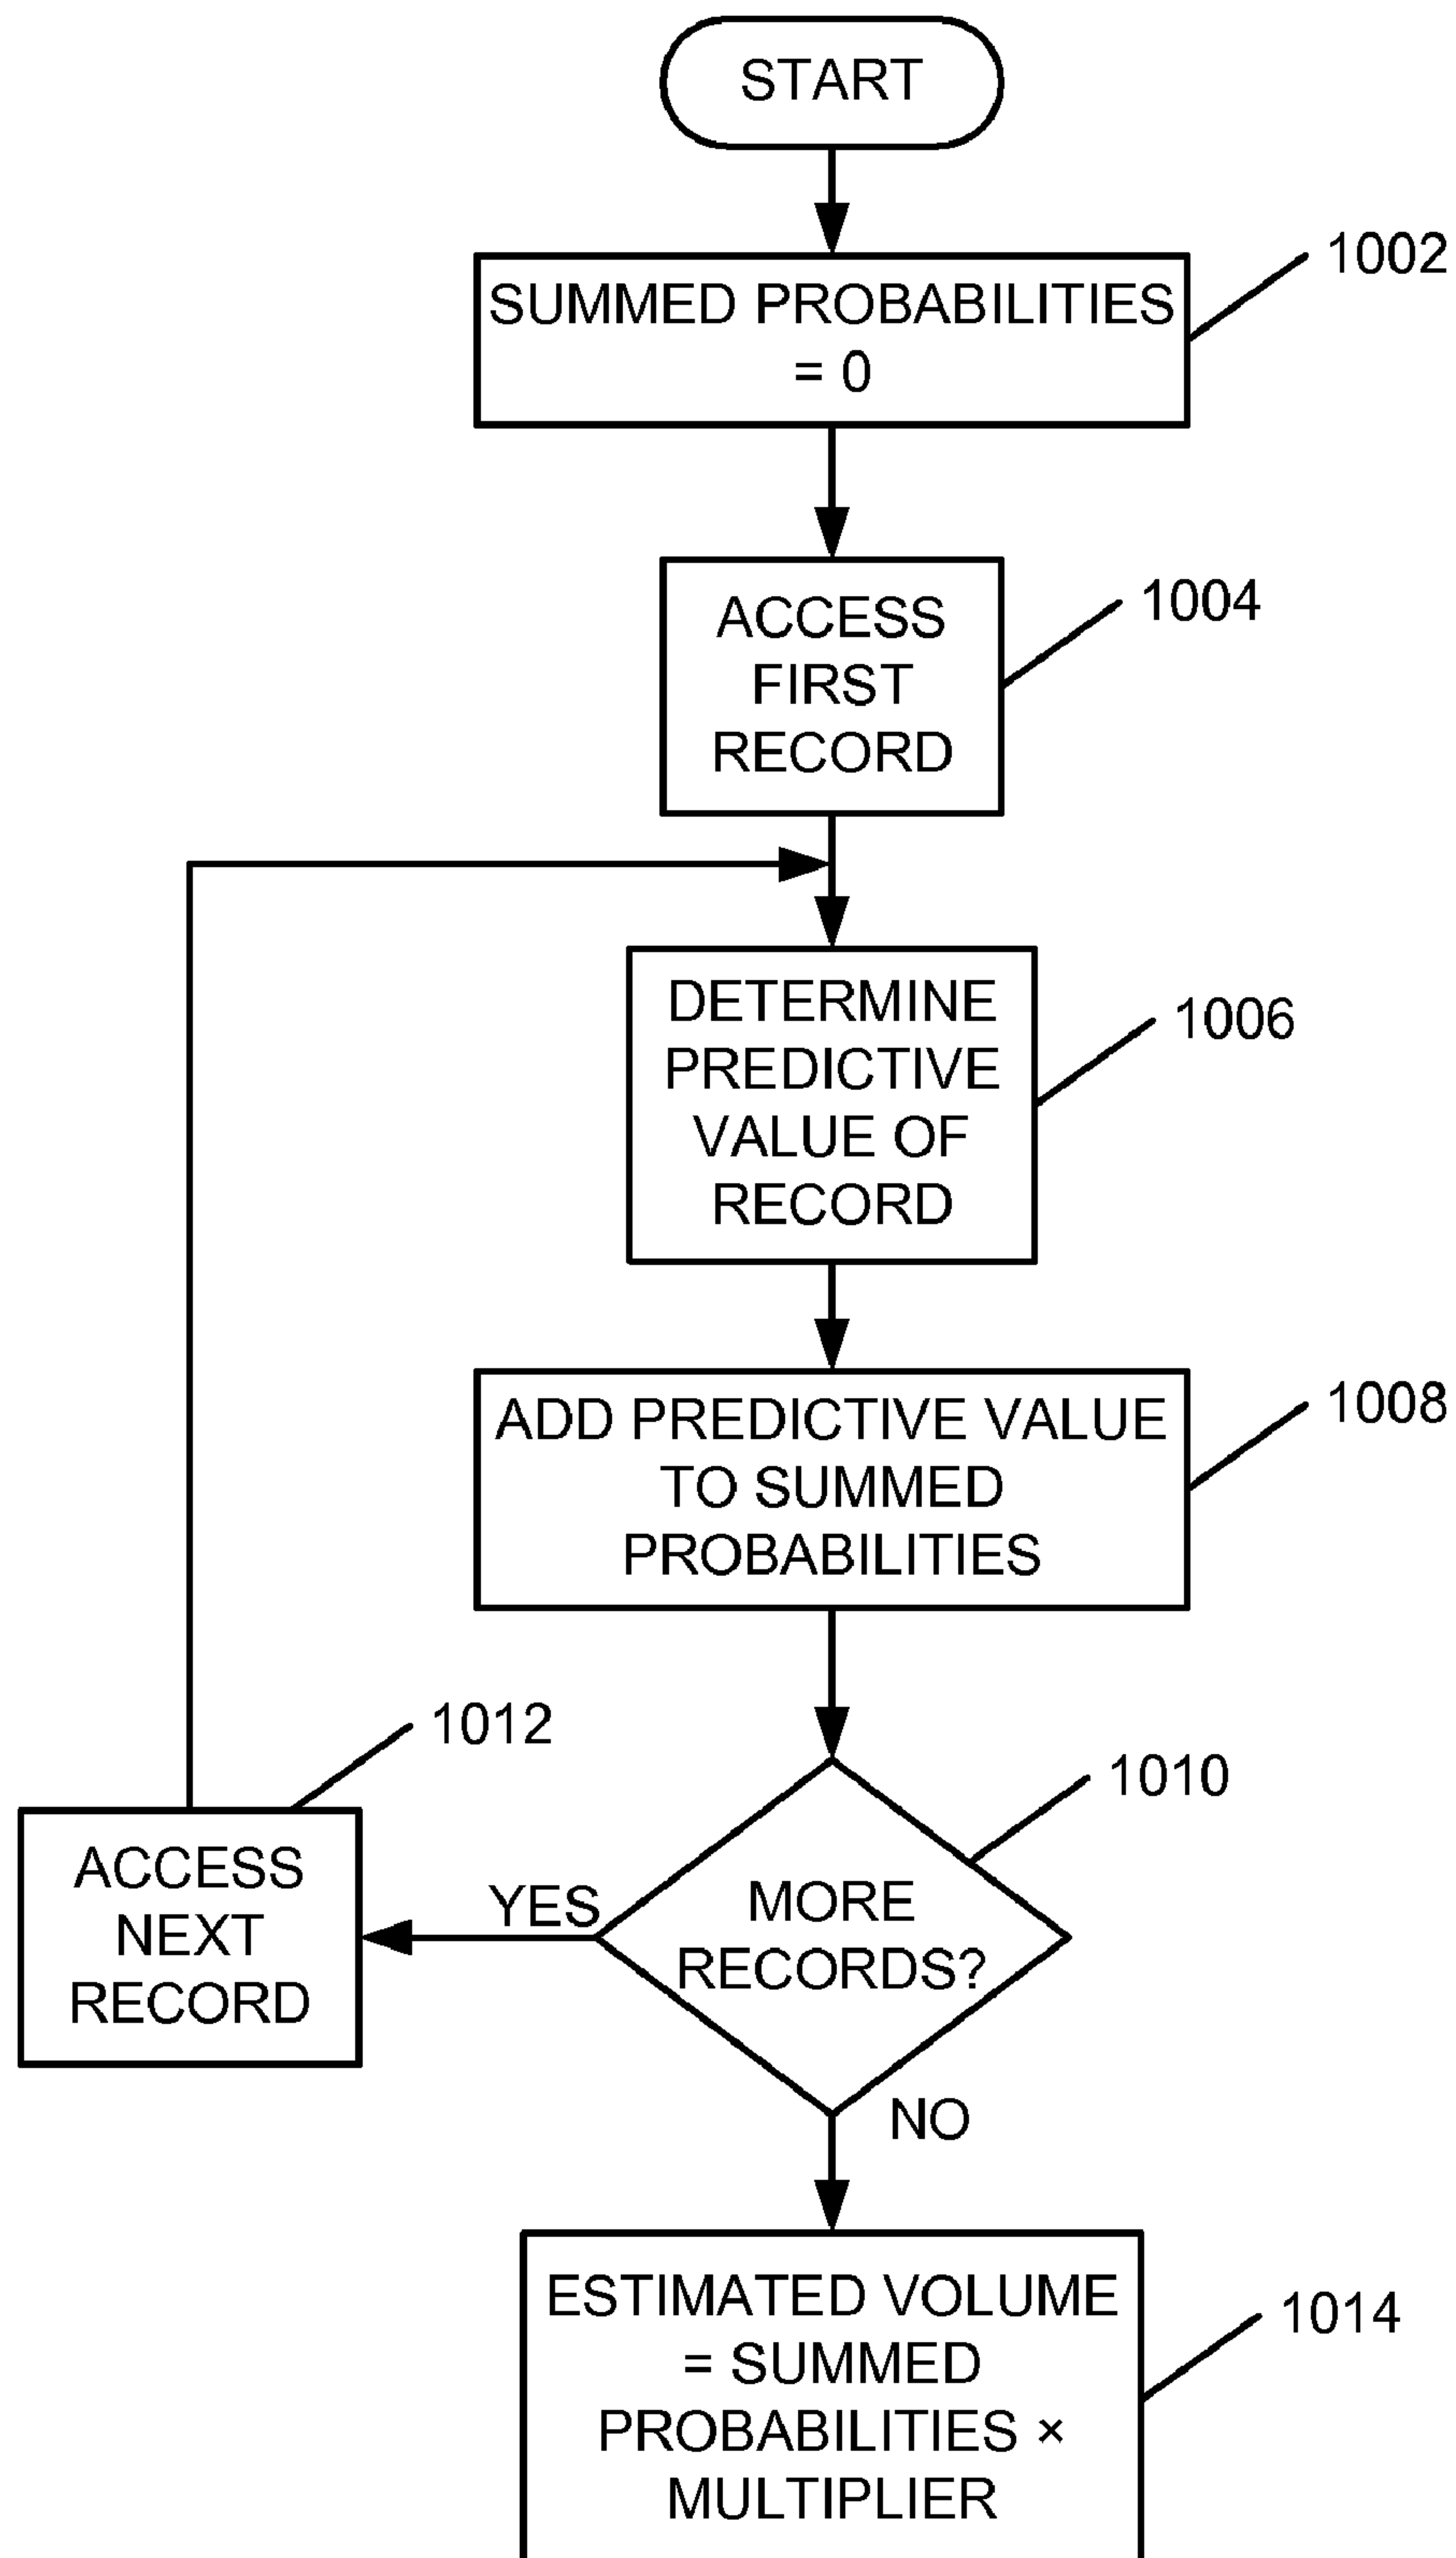 START
SUMMED PROBABILITIES
= 0
1002
ACCESS
FIRST
RECORD
1004
DETERMINE
PREDICTIVE
VALUE OF
RECORD
1006
ADD PREDICTIVE VALUE
TO SUMMED
PROBABILITIES
1008
MORE
RECORDS?
1010
YES
ACCESS
NEXT
RECORD
1012
NO
ESTIMATED VOLUME
= SUMMED
PROBABILITIES ×
MULTIPLIER
1014